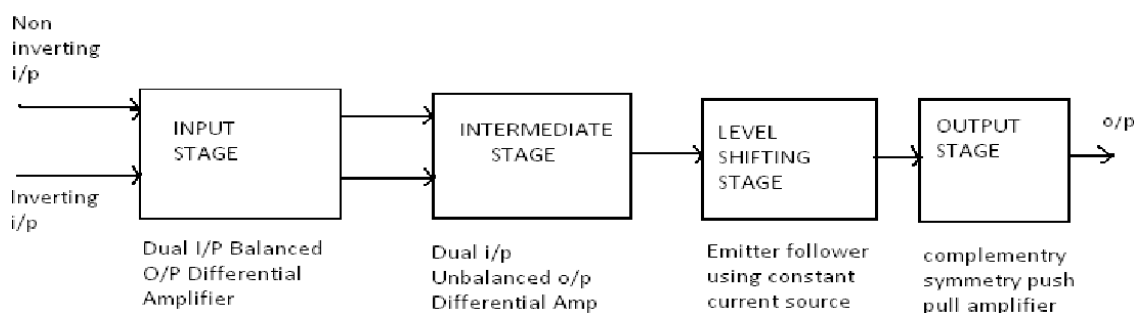 Non
inverting
i/p
INPUT
STAGE
INTERMEDIATE
STAGE
LEVEL
SHIFTING
STAGE
OUTPUT
STAGE
o/p
Inverting
i/p
Dual I/P Balanced
O/P Differential
Amplifier
Dual i/p
Unbalanced o/p
Differential Amp
Emitter follower
using constant
current source
complementry
symmetry push
pull amplifier